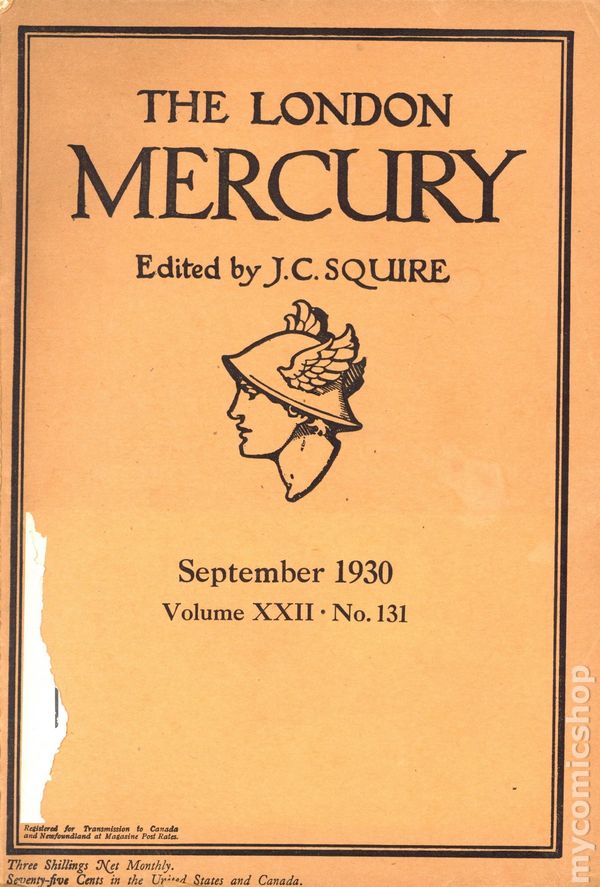 THE LONDON
MERCURY
Edited by J.C. SQUIRE
September 1930
Volume XXII · No. 131
Registered for Transmission to Canada
and Newfoundland at Magazine Post Rates.
Three Shillings Net Monthly.
Seventy-five Cents in the United States and Canada.
mycomicshop